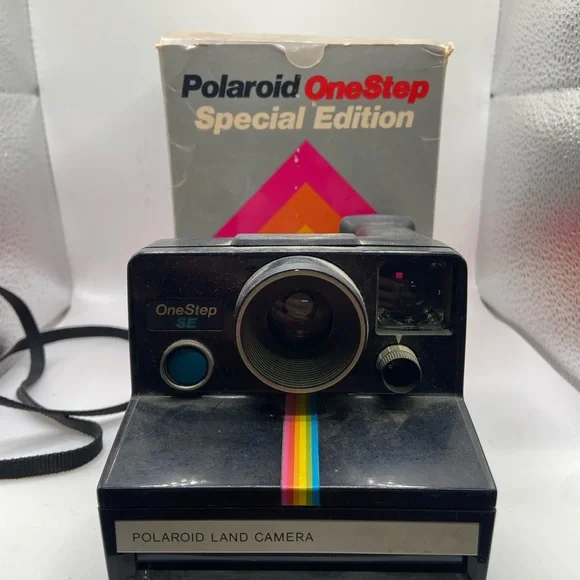 Polaroid OneStep
Special Edition
OneStep
SE
POLAROID LAND CAMERA